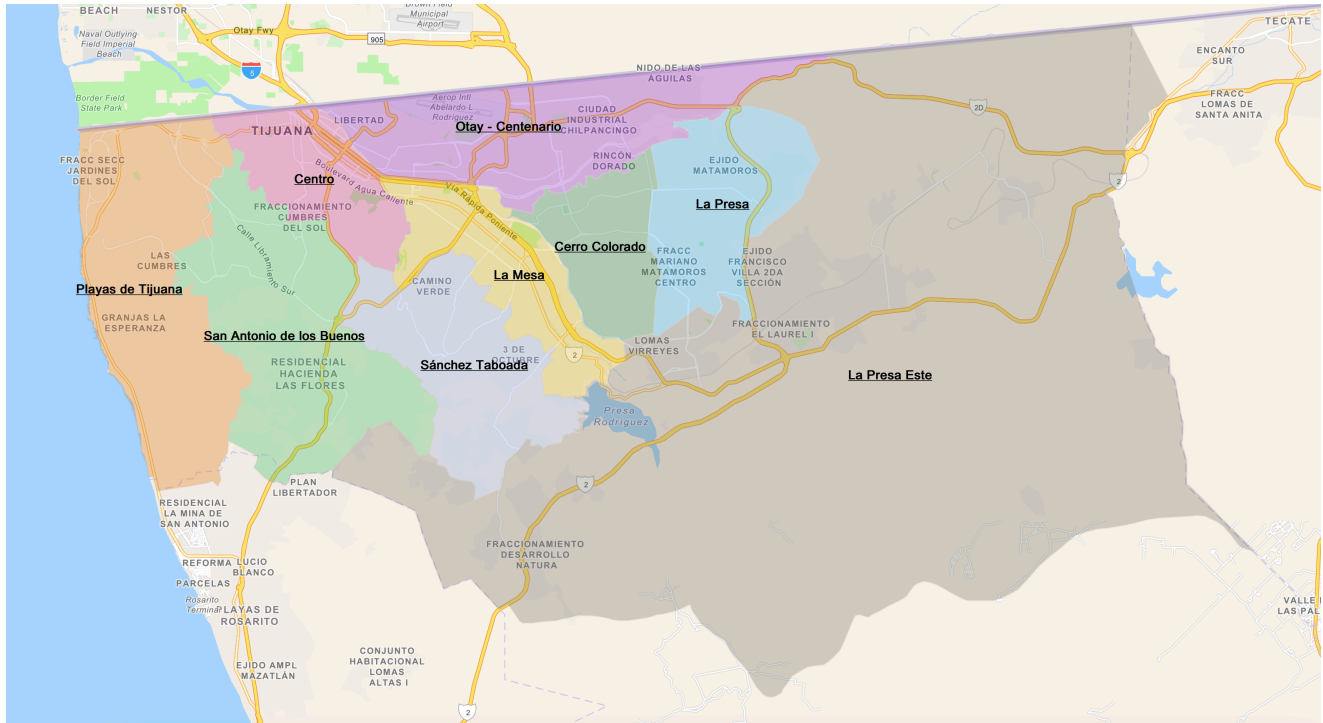 BEACH
NESTOR
Naval Outlying
Field Imperial
Beach
Otay Fwy
5
905
Brown Field
Municipal
Airport
Border Field
State Park
TECATE
ENCANTO
SUR
FRACC
LOMAS DE
SANTA ANITA
NIDO DE LAS
ÁGUILAS
2D
2
TIJUANA
LIBERTAD
Aerop Intl
Abelardo L
Rodriguez
CIUDAD
INDUSTRIAL
CHILPANCINGO
Otay - Centenario
RINCÓN
DORADO
EJIDO
MATAMOROS
FRACC SECC
JARDINES
DEL SOL
Boulevard Agua Caliente
Centro
Vía Rápida Poniente
La Presa
FRACCIONAMIENTO
CUMBRES
DEL SOL
Calle Libramiento Sur
Cerro Colorado
LAS
CUMBRES
FRACC
MARIANO
MATAMOROS
CENTRO
EJIDO
FRANCISCO
VILLA 2DA
SECCIÓN
La Mesa
CAMINO
VERDE
Playas de Tijuana
GRANJAS LA
ESPERANZA
San Antonio de los Buenos
FRACCIONAMIENTO
EL LAUREL I
LOMAS
VIRREYES
3 DE
OCTUBRE
2
Sánchez Taboada
RESIDENCIAL
HACIENDA
LAS FLORES
La Presa Este
Presa
Rodríguez
PLAN
LIBERTADOR
2
RESIDENCIAL
LA MINA DE
SAN ANTONIO
FRACCIONAMIENTO
DESARROLLO
NATURA
REFORMA
LUCIO
BLANCO
PARCELAS
Rosarito
Terminal
PLAYAS DE
ROSARITO
VALLE
LAS PAL
EJIDO AMPL
MAZATLÁN
CONJUNTO
HABITACIONAL
LOMAS
ALTAS I
2